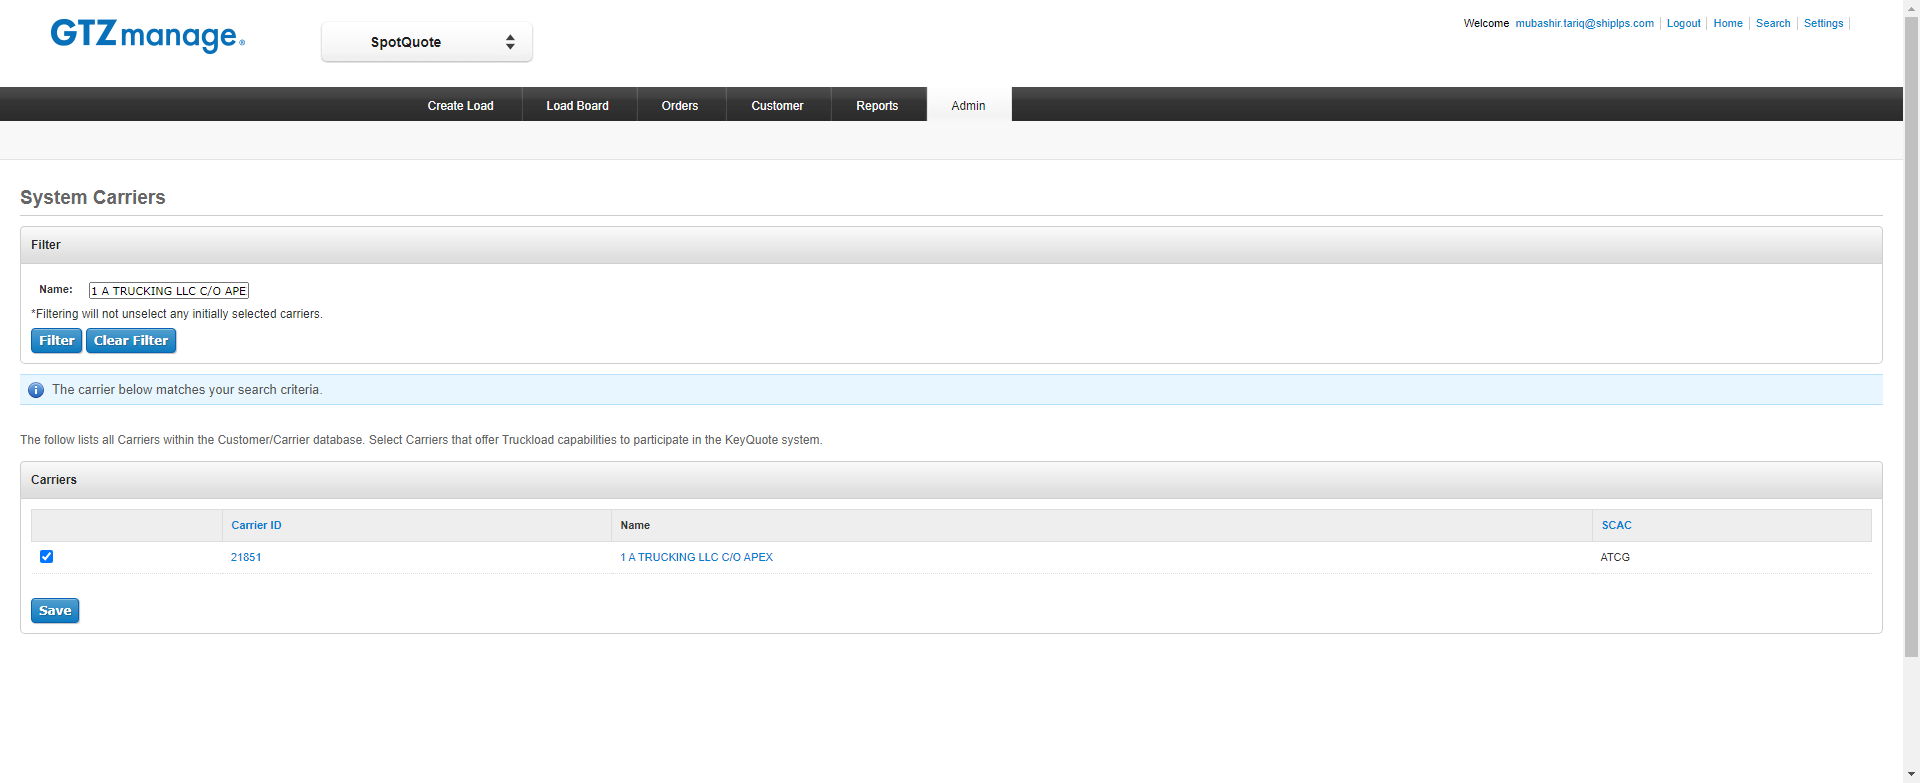 GTZmanage®
SpotQuote
Welcome mubashir.tariq@shiplps.com Logout Home Search Settings
Create Load Load Board Orders Customer Reports Admin
System Carriers
Filter
Name: 1 A TRUCKING LLC C/O APE
*Filtering will not unselect any initially selected carriers.
Filter Clear Filter
The carrier below matches your search criteria.
The follow lists all Carriers within the Customer/Carrier database. Select Carriers that offer Truckload capabilities to participate in the KeyQuote system.
Carriers
Carrier ID Name SCAC
21851 1 A TRUCKING LLC C/O APEX ATCG
Save